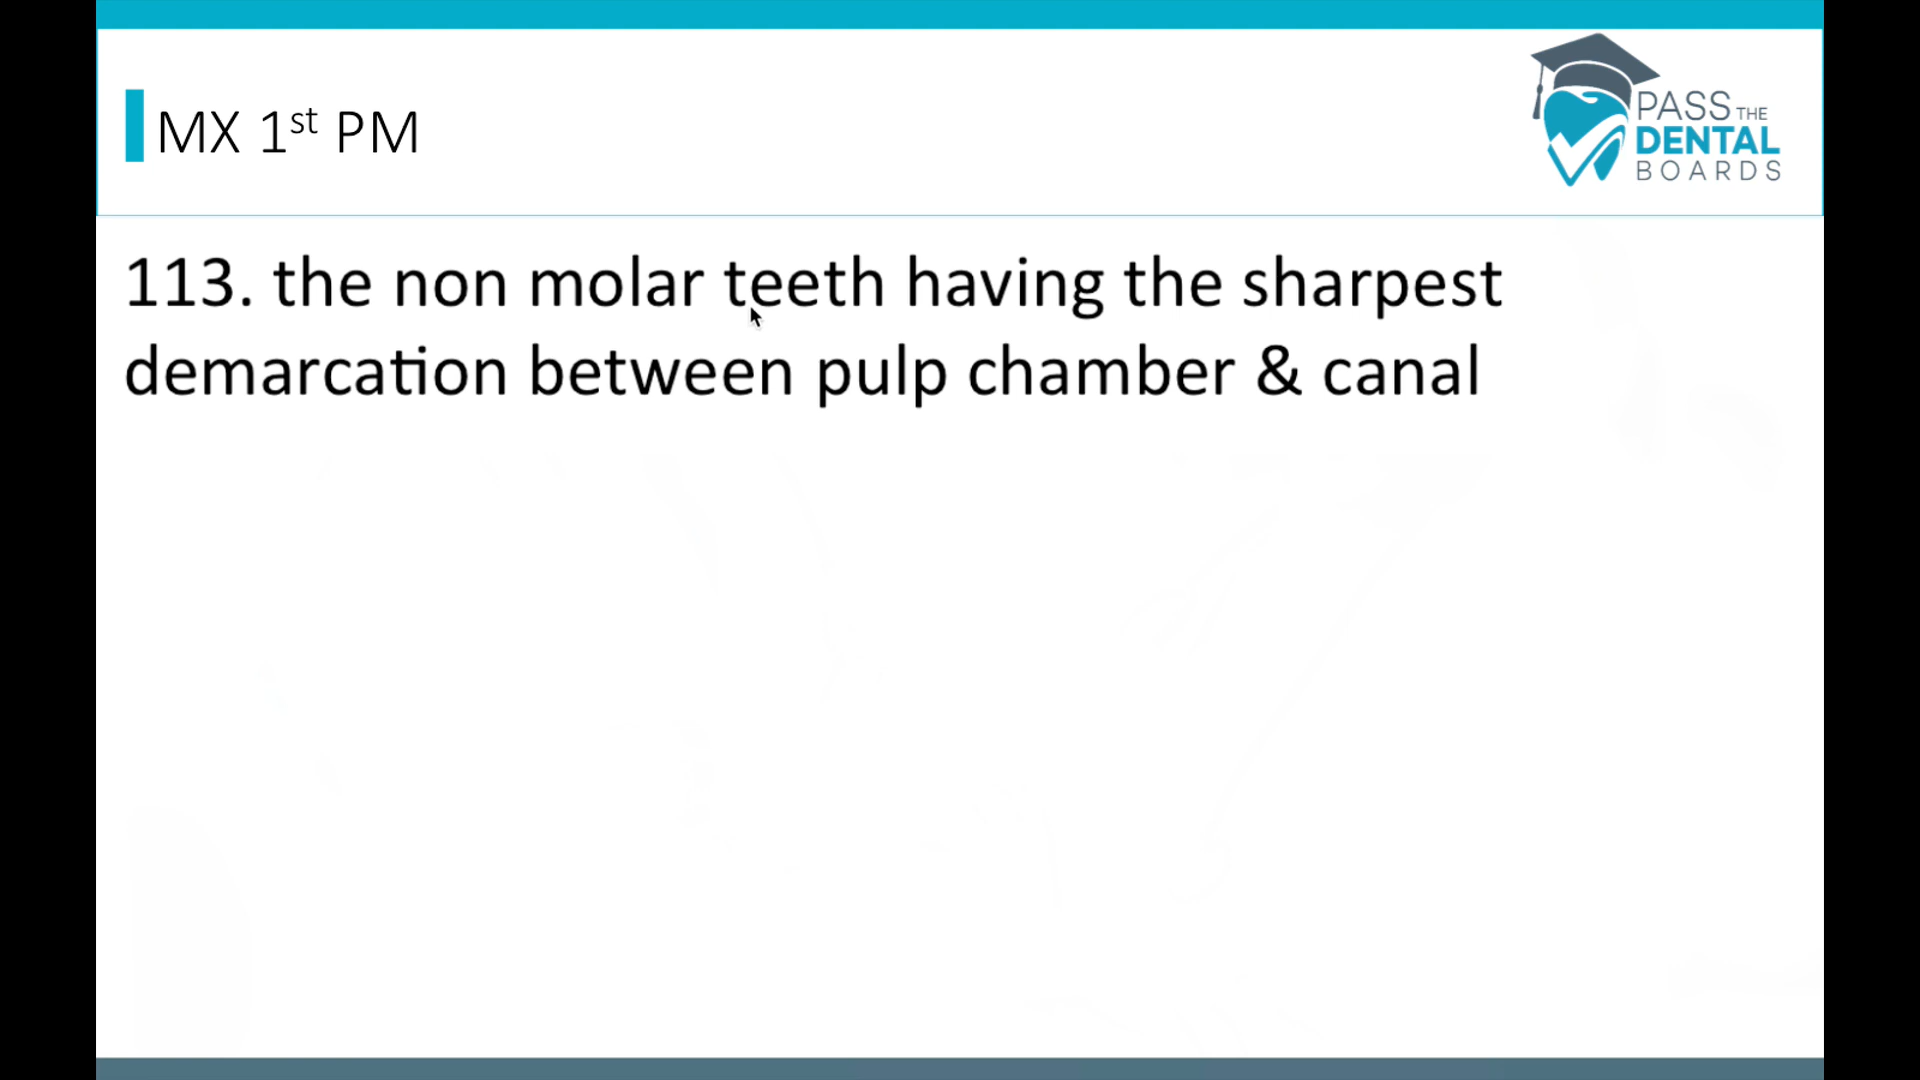 MX 1st PM
PASS THE
DENTAL
BOARDS
113. the non molar teeth having the sharpest
demarcation between pulp chamber & canal